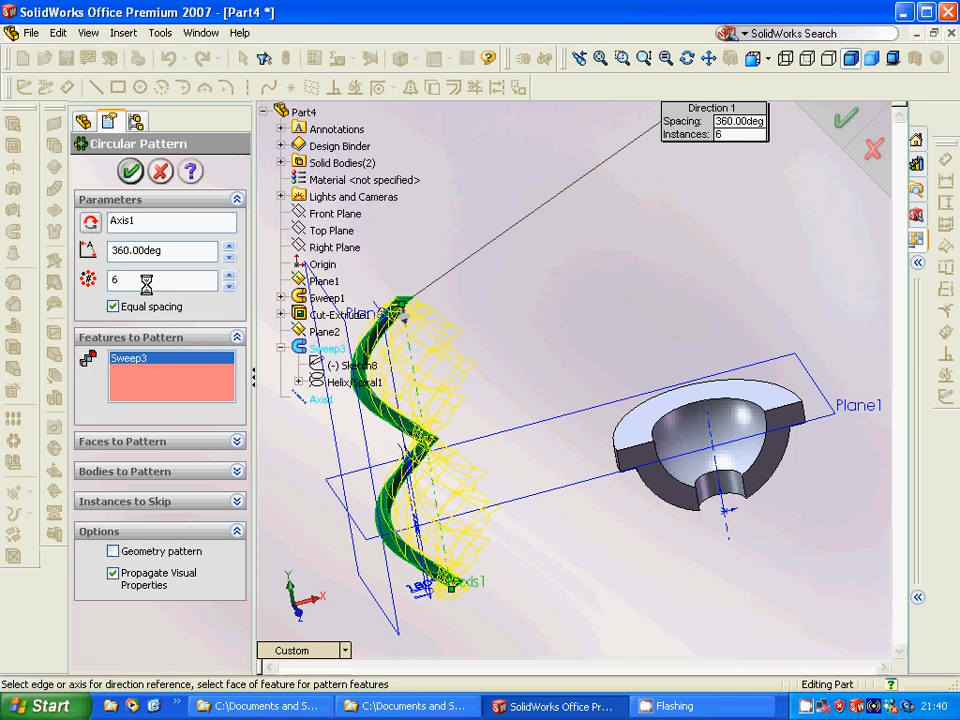 SolidWorks Office Premium 2007 - [Part4 *]
File Edit View Insert Tools Window Help
SolidWorks Search
Circular Pattern
Parameters
Axis1
360.00deg
6
Equal spacing
Features to Pattern
Sweep3
Faces to Pattern
Bodies to Pattern
Instances to Skip
Options
Geometry pattern
Propagate Visual
Properties
Part4
Annotations
Design Binder
Solid Bodies(2)
Material <not specified>
Lights and Cameras
Front Plane
Top Plane
Right Plane
Origin
Plane1
Sweep1
Plane2
Sweep3
(-) Sketch8
Helix/Spiral1
Axis1
Direction 1
Spacing: 360.00deg
Instances: 6
Plane1
Axis1
Custom
Select edge or axis for direction reference, select face of feature for pattern features
Editing Part
Start
C:\Documents and S...
C:\Documents and S...
SolidWorks Office Pr...
Flashing
21:40